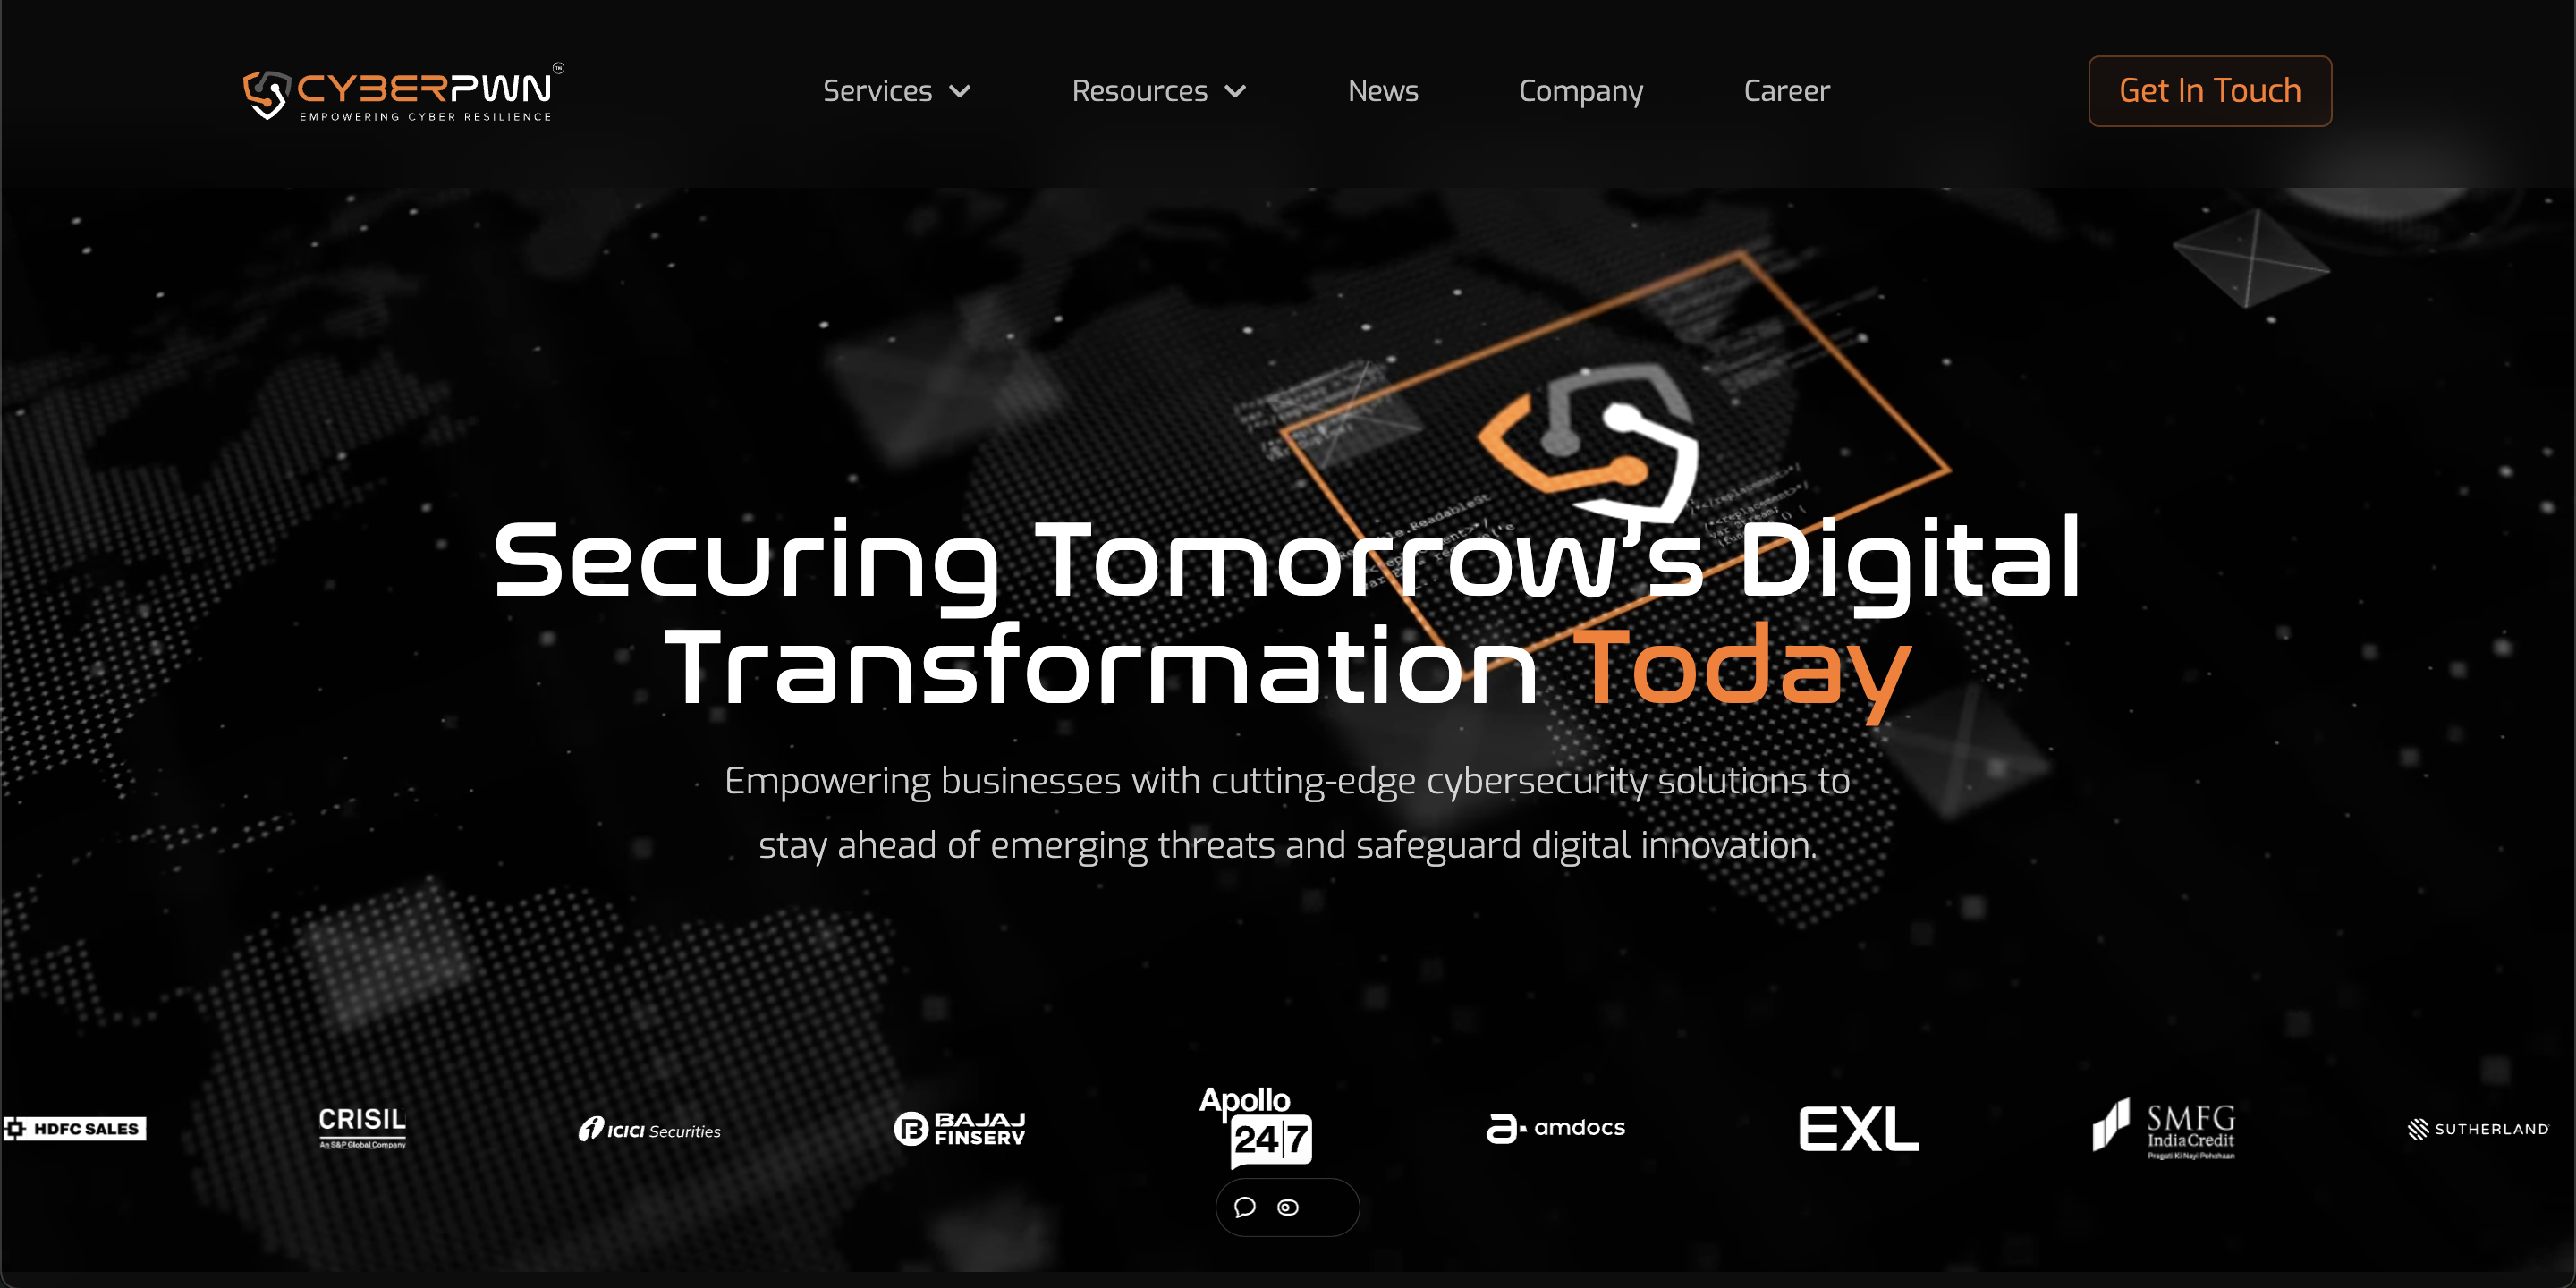 CYBERPWN™
EMPOWERING CYBER RESILIENCE
Services
Resources
News
Company
Career
Get In Touch
Securing Tomorrow's Digital
Transformation Today
Empowering businesses with cutting-edge cybersecurity solutions to
stay ahead of emerging threats and safeguard digital innovation.
HDFC SALES
CRISIL
An S&P Global Company
ICICI Securities
BAJAJ
FINSERV
Apollo
24|7
amdocs
EXL
SMFG
India Credit
Pragati Ki Nayi Pehchaan
SUTHERLAND